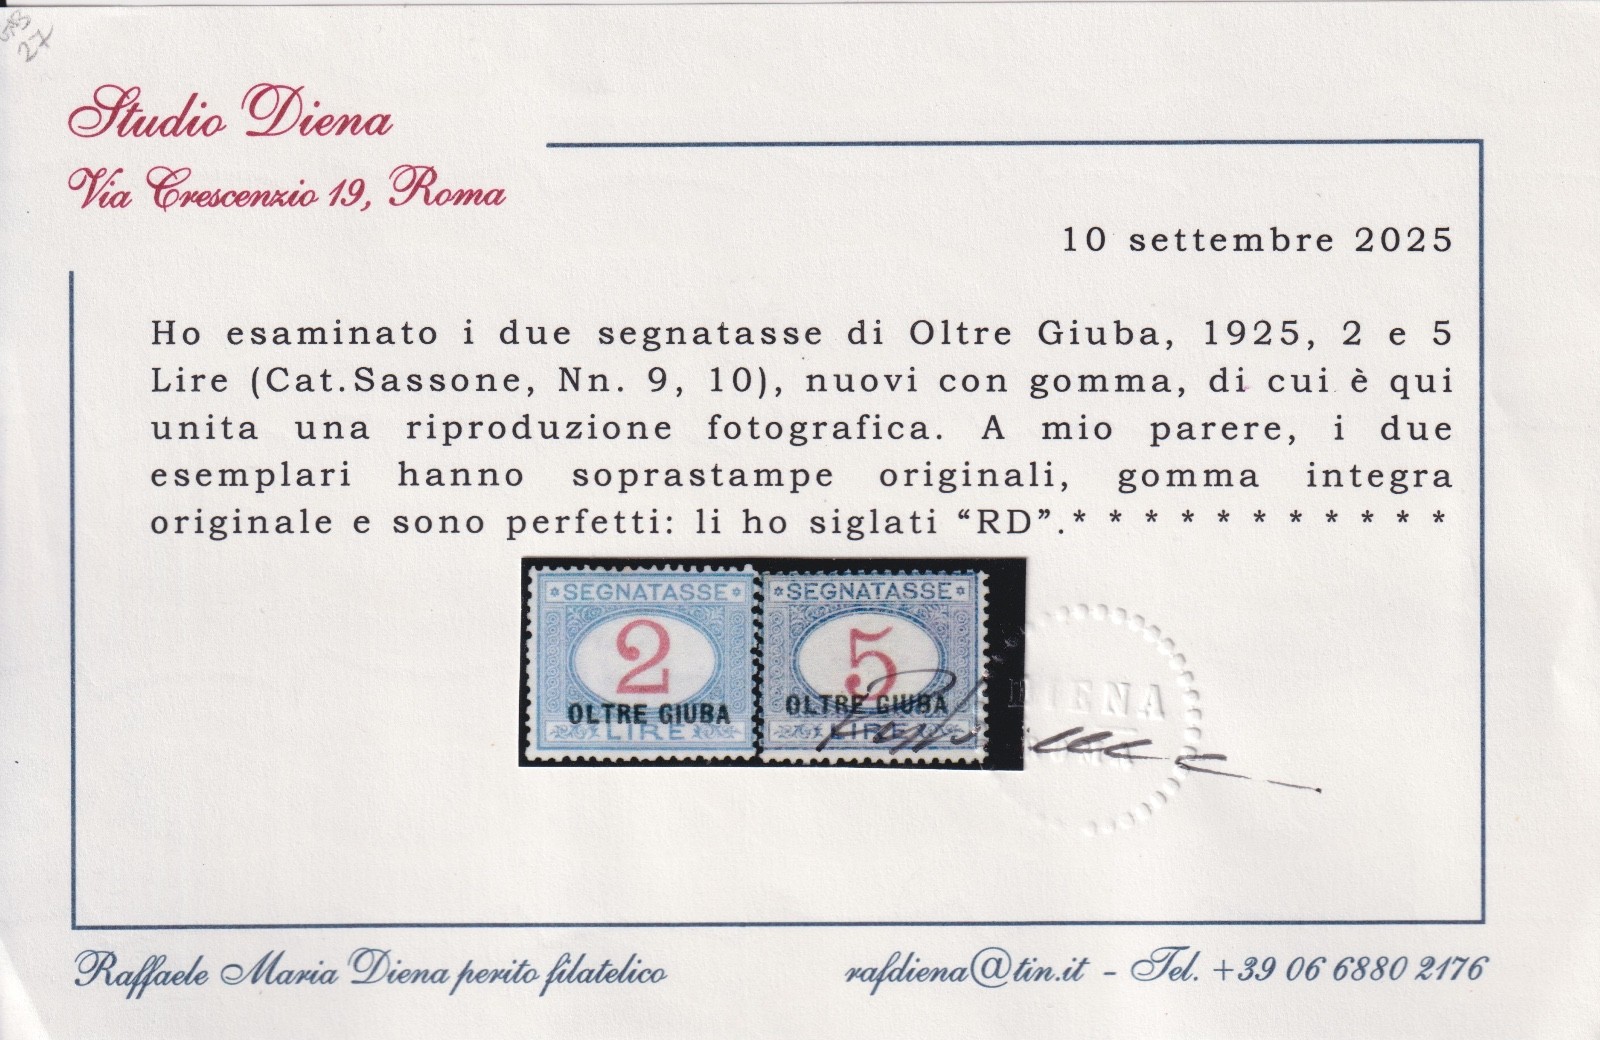 27
Studio Diena
Via Crescenzio 19, Roma
10 settembre 2025
Ho esaminato i due segnatasse di Oltre Giuba, 1925, 2 e 5
Lire (Cat.Sassone, Nn. 9, 10), nuovi con gomma, di cui è qui
unita una riproduzione fotografica. A mio parere, i due
esemplari hanno soprastampe originali, gomma integra
originale e sono perfetti: li ho siglati “RD”.* * * * * * * * * * *
SEGNATASSE
2
OLTRE GIUBA
LIRE
SEGNATASSE
5
OLTRE GIUBA
LIRE
DIENA
ROMA
Raffaele Maria Diena perito filatelico
rafdiena@tin.it - Tel. +39 06 6880 2176